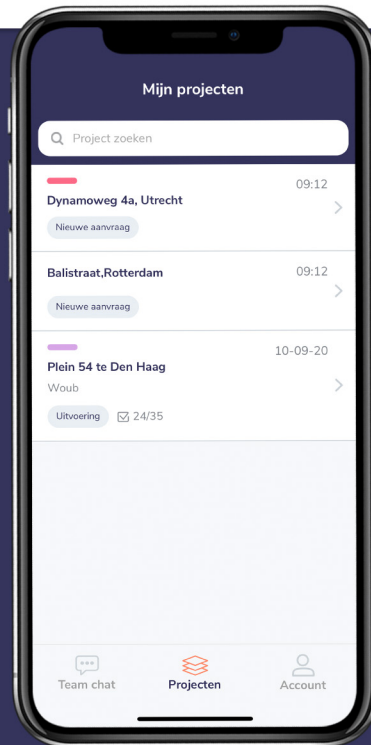 Mijn projecten
Project zoeken
09:12
Dynamoweg 4a, Utrecht
Nieuwe aanvraag
Balistraat,Rotterdam
09:12
Nieuwe aanvraag
10-09-20
Plein 54 te Den Haag
Woub
Uitvoering 24/35
Team chat Projecten Account